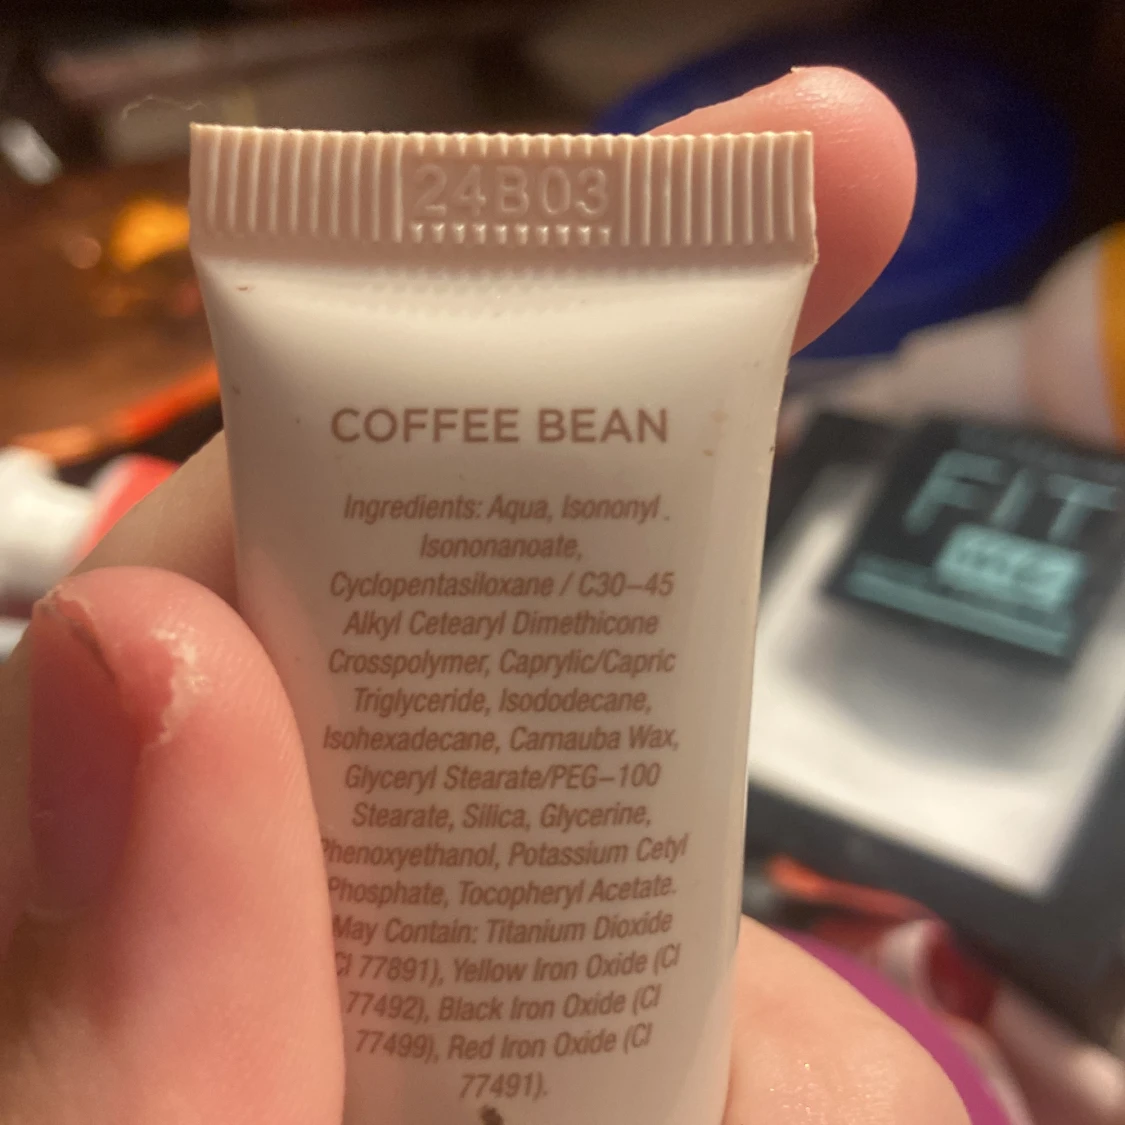 24B03
COFFEE BEAN
Ingredients: Aqua, Isononyl
Isononanoate,
Cyclopentasiloxane / C30–45
Alkyl Cetearyl Dimethicone
Crosspolymer, Caprylic/Capric
Triglyceride, Isododecane,
Isohexadecane, Carnauba Wax,
Glyceryl Stearate/PEG–100
Stearate, Silica, Glycerine,
Phenoxyethanol, Potassium Cetyl
Phosphate, Tocopheryl Acetate.
May Contain: Titanium Dioxide
CI 77891), Yellow Iron Oxide (CI
77492), Black Iron Oxide (CI
77499), Red Iron Oxide (CI
77491).
FIT